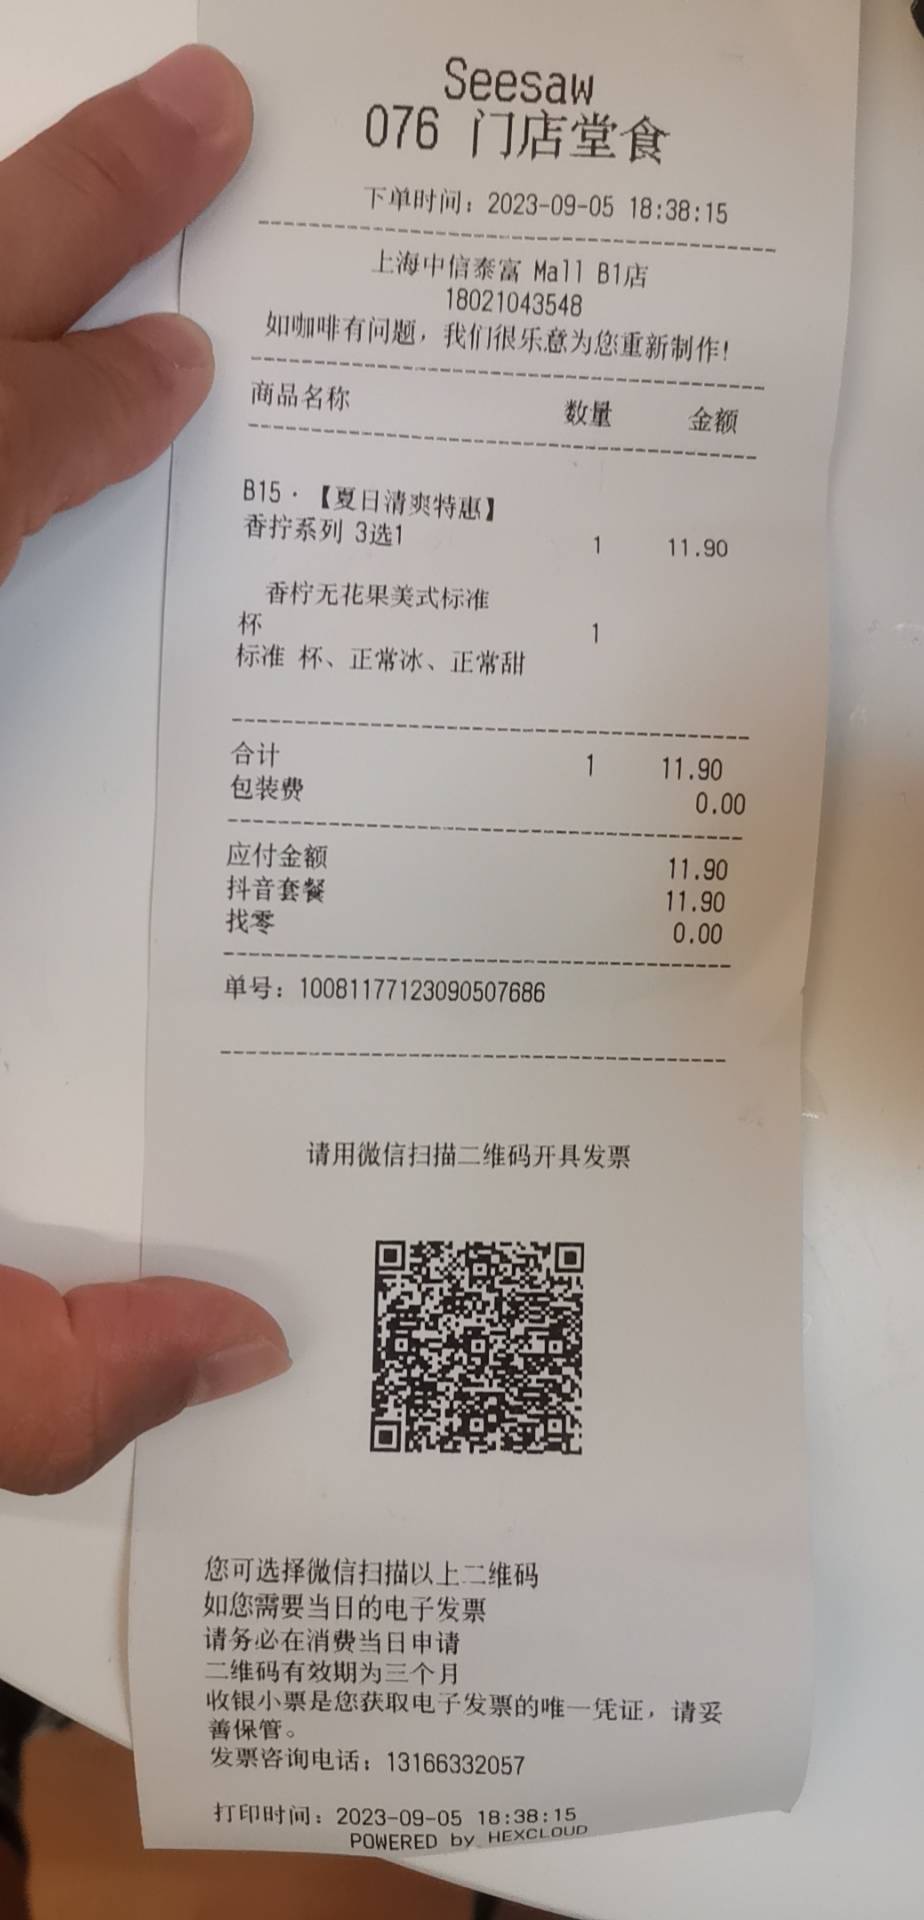 Seesaw
076 门店堂食
下单时间：2023-09-05 18:38:15
上海中信泰富 Mall B1店
18021043548
如咖啡有问题，我们很乐意为您重新制作！
商品名称 数量 金额
B15·【夏日清爽特惠】
香拧系列 3选1 1 11.90
香柠无花果美式标准
杯 1
标准 杯、正常冰、正常甜
合计 1 11.90
包装费 0.00
应付金额 11.90
抖音套餐 11.90
找零 0.00
单号：10081177123090507686
请用微信扫描二维码开具发票
您可选择微信扫描以上二维码
如您需要当日的电子发票
请务必在消费当日申请
二维码有效期为三个月
收银小票是您获取电子发票的唯一凭证，请妥
善保管。
发票咨询电话：13166332057
打印时间：2023-09-05 18:38:15
POWERED by HEXCLOUD